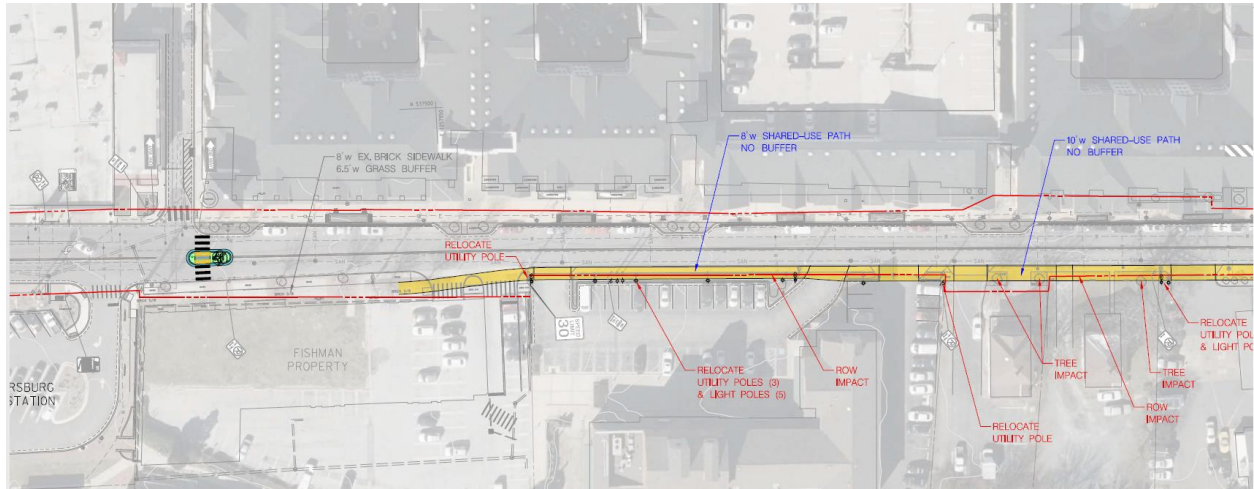 8'w SHARED-USE PATH
NO BUFFER
10'w SHARED-USE PATH
NO BUFFER
8'w EX. BRICK SIDEWALK
6.5'w GRASS BUFFER
RELOCATE
UTILITY POLE
SPEED
LIMIT
30
FISHMAN
PROPERTY
RSBURG
STATION
RELOCATE
UTILITY POLES (3)
& LIGHT POLES (5)
ROW
IMPACT
TREE
IMPACT
RELOCATE
UTILITY POLE
TREE
IMPACT
ROW
IMPACT
RELOCATE
UTILITY POL
& LIGHT PO